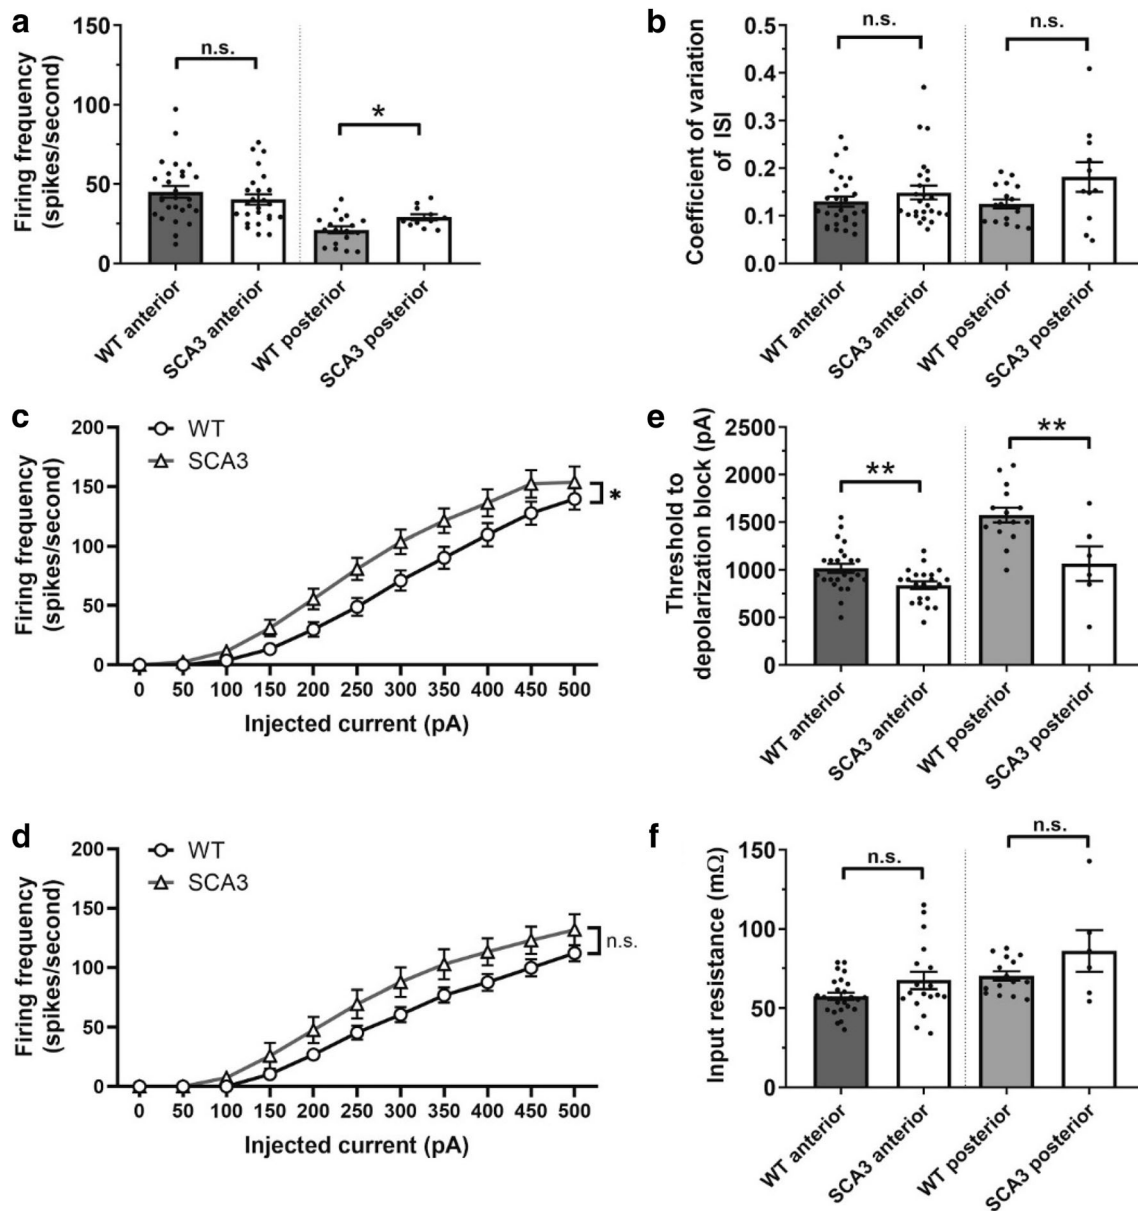 a
Firing frequency
(spikes/second)
150
100
50
0
n.s.
*
WT anterior
SCA3 anterior
WT posterior
SCA3 posterior
b
Coefficient of variation
of ISI
0.5
0.4
0.3
0.2
0.1
0.0
n.s.
n.s.
WT anterior
SCA3 anterior
WT posterior
SCA3 posterior
c
Firing frequency
(spikes/second)
200
150
100
50
0
WT
SCA3
*
0 50 100 150 200 250 300 350 400 450 500
Injected current (pA)
e
Threshold to
depolarization block (pA)
2500
2000
1500
1000
500
0
**
**
WT anterior
SCA3 anterior
WT posterior
SCA3 posterior
d
Firing frequency
(spikes/second)
200
150
100
50
0
WT
SCA3
n.s.
0 50 100 150 200 250 300 350 400 450 500
Injected current (pA)
f
Input resistance (mΩ)
150
100
50
0
n.s.
n.s.
WT anterior
SCA3 anterior
WT posterior
SCA3 posterior